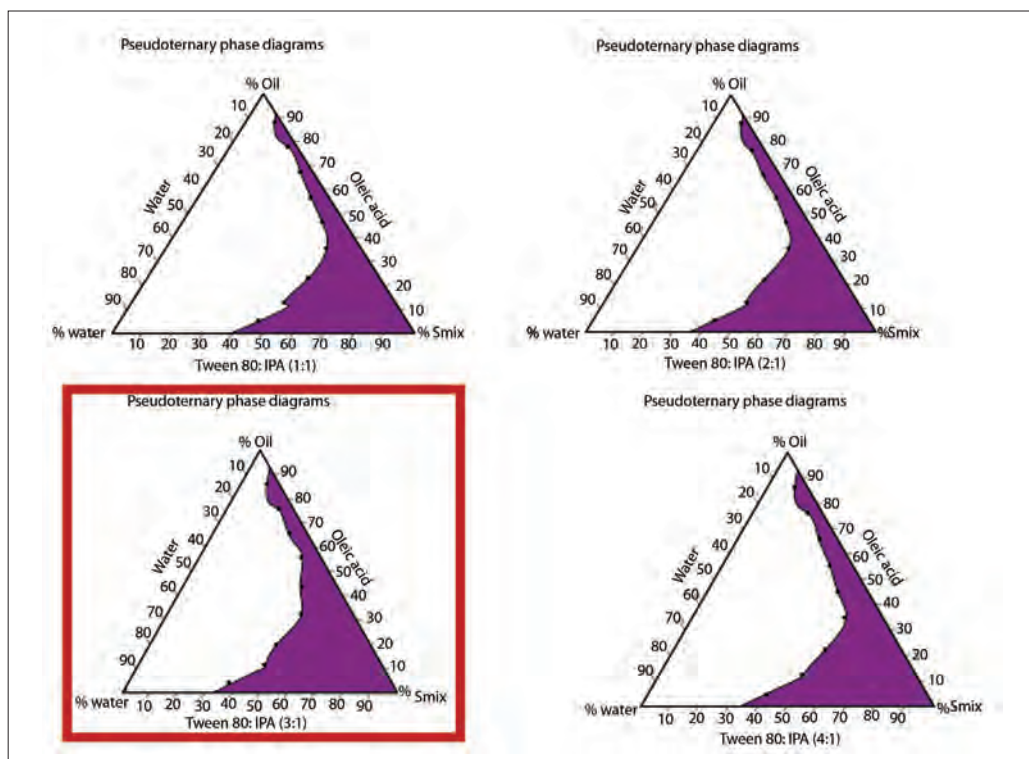 Pseudoternary phase diagrams
% Oil
10
20
30
40
50
60
70
80
90
Water
90
80
70
60
50
40
30
20
10
Oleic acid
% water
% Smix
10 20 30 40 50 60 70 80 90
Tween 80: IPA (1:1)
Pseudoternary phase diagrams
% Oil
10
20
30
40
50
60
70
80
90
Water
90
80
70
60
50
40
30
20
10
Oleic acid
% water
%Smix
10 20 30 40 50 60 70 80 90
Tween 80: IPA (2:1)
Pseudoternary phase diagrams
% Oil
10
20
30
40
50
60
70
80
90
Water
90
80
70
60
50
40
30
20
10
Oleic acid
% water
% Smix
10 20 30 40 50 60 70 80 90
Tween 80: IPA (3:1)
Pseudoternary phase diagrams
% Oil
10
20
30
40
50
60
70
80
90
Water
90
80
70
60
50
40
30
20
10
Oleic acid
% water
%Smix
10 20 30 40 50 60 70 80 90
Tween 80: IPA (4:1)